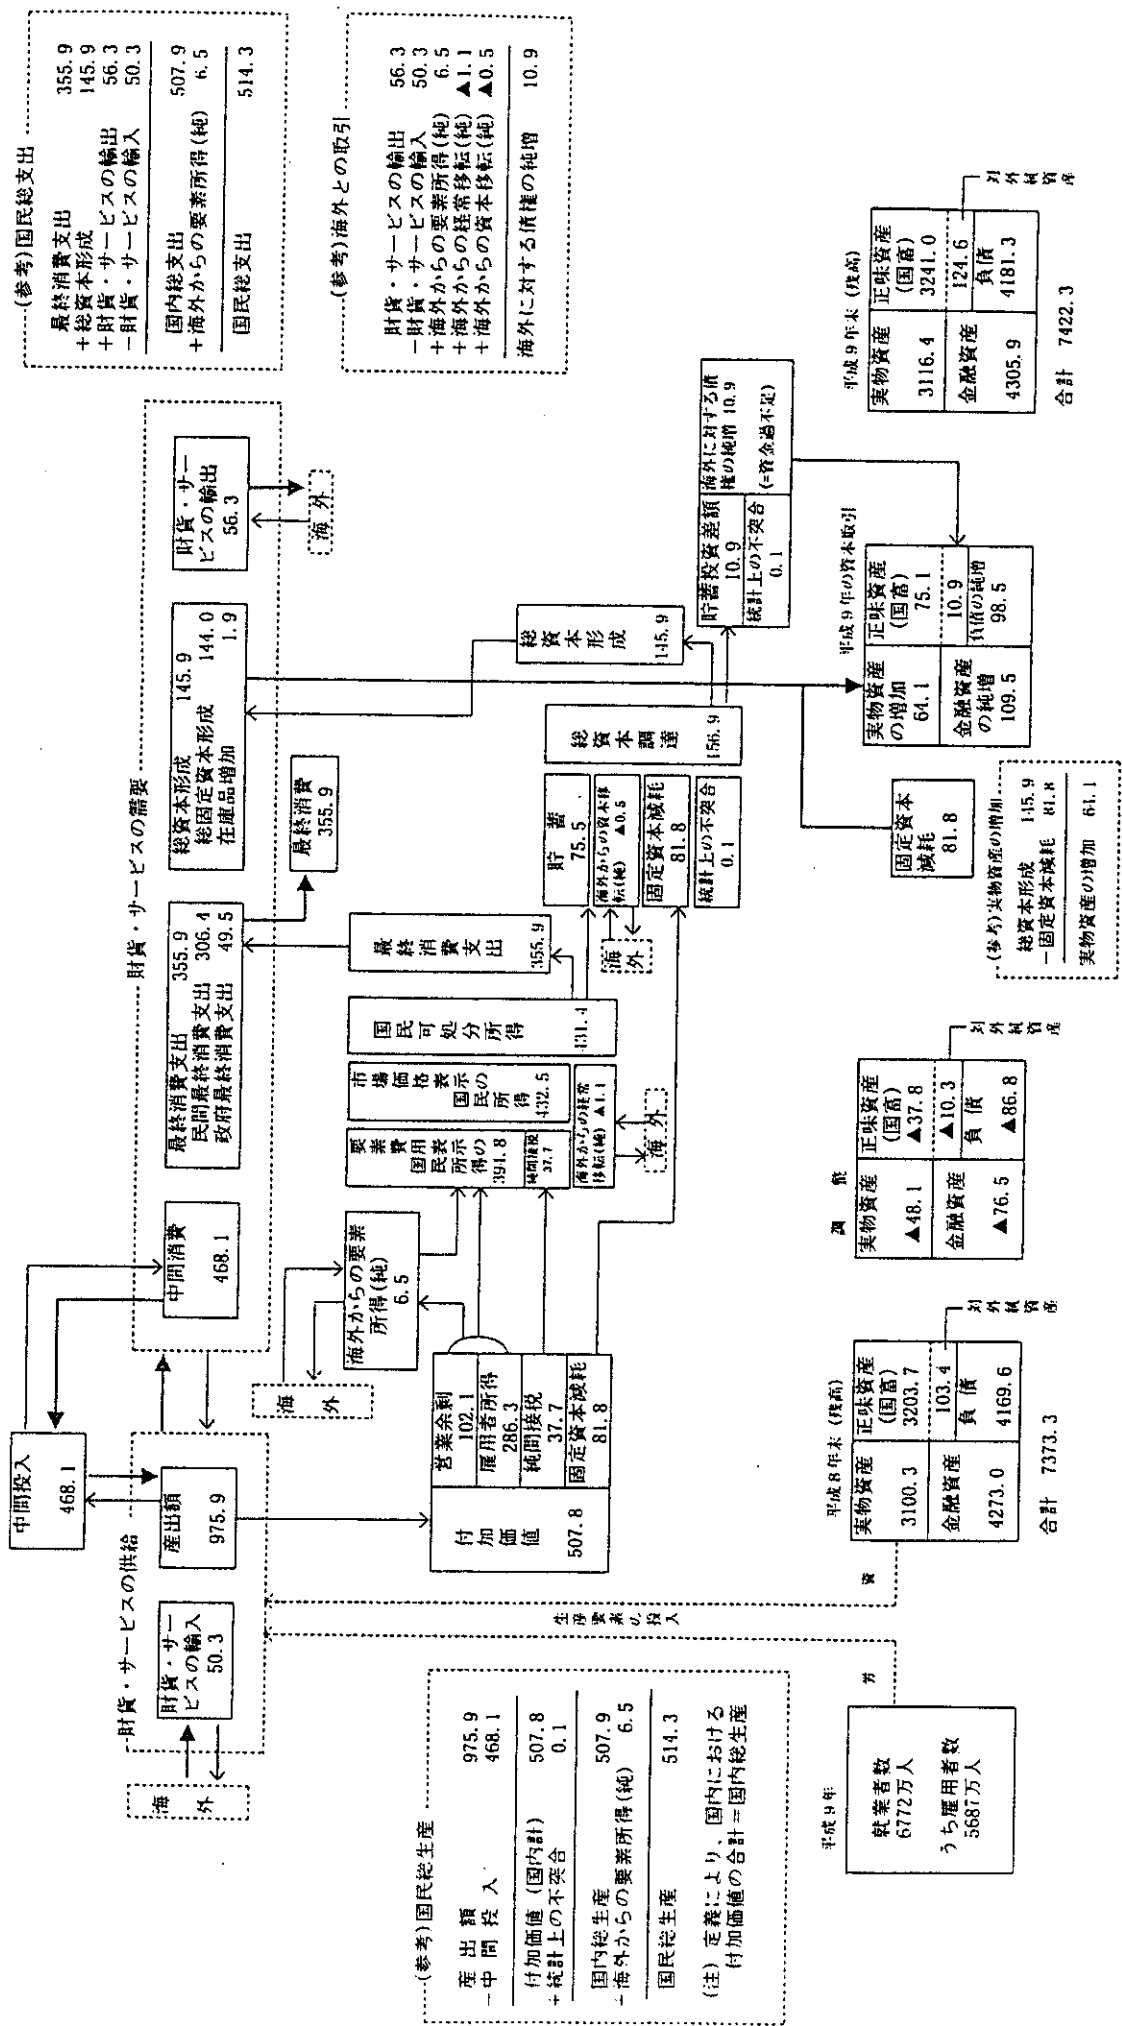 中間投入
468.1
財貨・サービスの供給
財貨・サー
ビスの輸入
50.3
産出額
975.9
海外
財貨・サービスの需要
中間消費
468.1
最終消費支出 355.9
民間最終消費支出 306.4
政府最終消費支出 49.5
総資本形成 145.9
総固定資本形成 144.0
在庫品増加 1.9
財貨・サー
ビスの輸出
56.3
海外
最終消費
355.9
(参考)国民総支出
最終消費支出 355.9
+総資本形成 145.9
+財貨・サービスの輸出 56.3
-財貨・サービスの輸入 50.3
国内総支出 507.9
+海外からの要素所得(純) 6.5
国民総支出 514.3
(参考)海外との取引
財貨・サービスの輸出 56.3
-財貨・サービスの輸入 50.3
+海外からの要素所得(純) 6.5
+海外からの経常移転(純) ▲1.1
+海外からの資本移転(純) ▲0.5
海外に対する債権の純増 10.9
海外
海外からの要素
所得(純)
6.5
付加価値
507.8
営業余剰
102.1
雇用者所得
286.3
純間接税
37.7
固定資本減耗
81.8
要素費用表示の
国民所得
391.8
純間接税
37.7
市場価格表示の
国民所得
432.5
海外からの経常
移転(純) ▲1.1
海外
国民可処分所得
431.4
最終消費支出
355.9
貯蓄
75.5
海外からの資本移
転(純) ▲0.5
固定資本減耗
81.8
統計上の不突合
0.1
海外
総資本調達
156.9
総資本形成
145.9
貯蓄投資差額
10.9
統計上の不突合
0.1
海外に対する債
権の純増 10.9
(=資金過不足)
(参考)国民総生産
産出額 975.9
-中間投入 468.1
付加価値(国内計) 507.8
+統計上の不突合 0.1
国内総生産 507.9
+海外からの要素所得(純) 6.5
国民総生産 514.3
(注)定義により、国内における
付加価値の合計=国内総生産
生産要素の投入
労
資
平成9年
就業者数
6772万人
うち雇用者数
5687万人
平成8年末(残高)
実物資産
3100.3
正味資産
(国富)
3203.7
金融資産
4273.0
103.4
負債
4169.6
合計 7373.3
対外純資産
調整
実物資産
▲48.1
正味資産
(国富)
▲37.8
金融資産
▲76.5
▲10.3
負債
▲86.8
対外純資産
固定資本
減耗
81.8
(参考)実物資産の増加
総資本形成 145.9
-固定資本減耗 81.8
実物資産の増加 64.1
平成9年の資本取引
実物資産
の増加
64.1
正味資産
(国富)
75.1
金融資産
の純増
109.5
10.9
負債の純増
98.5
平成9年末(残高)
実物資産
3116.4
正味資産
(国富)
3241.0
金融資産
4305.9
124.6
負債
4181.3
合計 7422.3
対外純資産